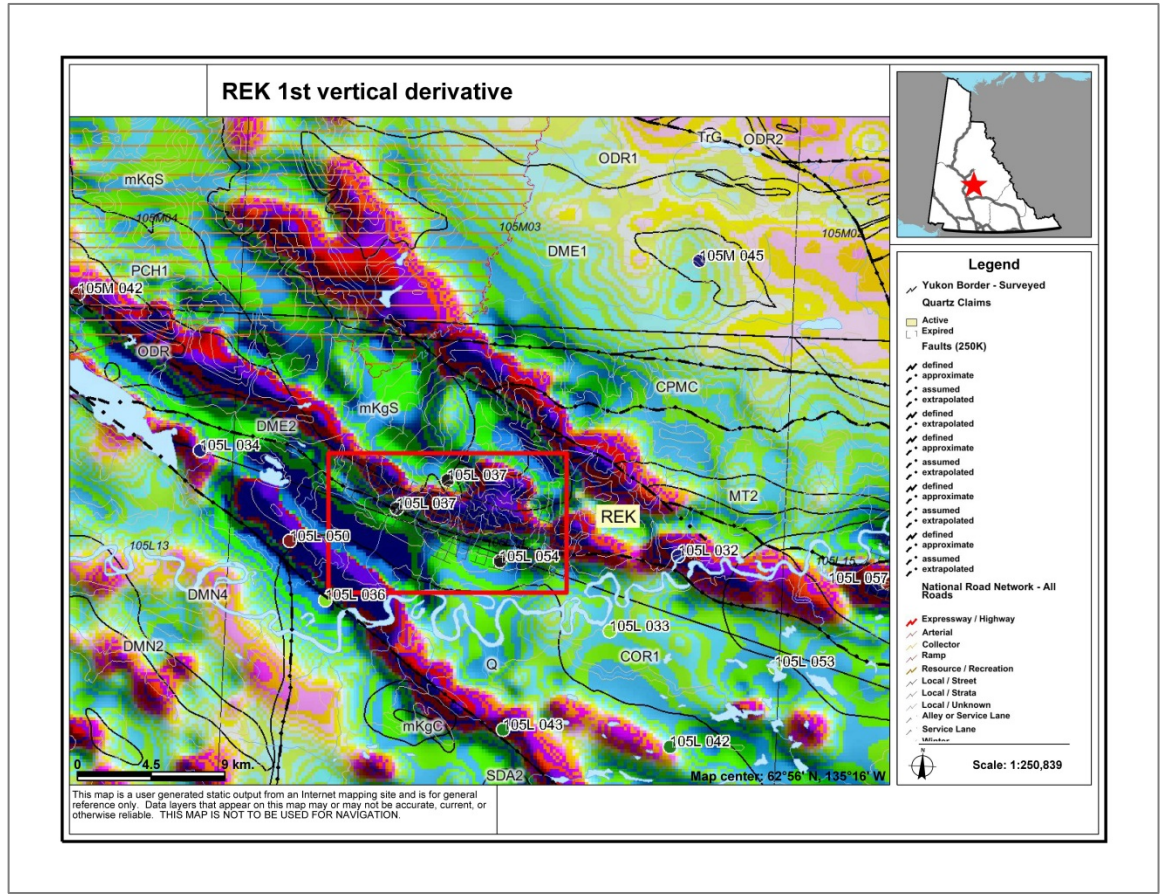 REK 1st vertical derivative
TrG
ODR2
ODR1
mKqS
105M04
105M03
105M02
DME1
105M 045
PCH1
105M 042
ODR
CPMC
mKgS
DME2
105L 034
105L 037
105L 037
MT2
REK
105L 050
105L13
105L 054
105L 032
105L15
105L 057
105L 036
DMN4
105L 033
DMN2
COR1
105L 053
Q
mKgC
105L 043
105L 042
SDA2
0 4.5 9 km.
Map center: 62°56' N, 135°16' W
This map is a user generated static output from an Internet mapping site and is for general
reference only. Data layers that appear on this map may or may not be accurate, current, or
otherwise reliable. THIS MAP IS NOT TO BE USED FOR NAVIGATION.
Legend
Yukon Border - Surveyed
Quartz Claims
Active
Expired
Faults (250K)
defined
approximate
assumed
extrapolated
defined
extrapolated
defined
approximate
assumed
extrapolated
defined
approximate
assumed
extrapolated
defined
approximate
assumed
extrapolated
National Road Network - All
Roads
Expressway / Highway
Arterial
Collector
Ramp
Resource / Recreation
Local / Street
Local / Strata
Local / Unknown
Alley or Service Lane
Service Lane
Winter
N
Scale: 1:250,839